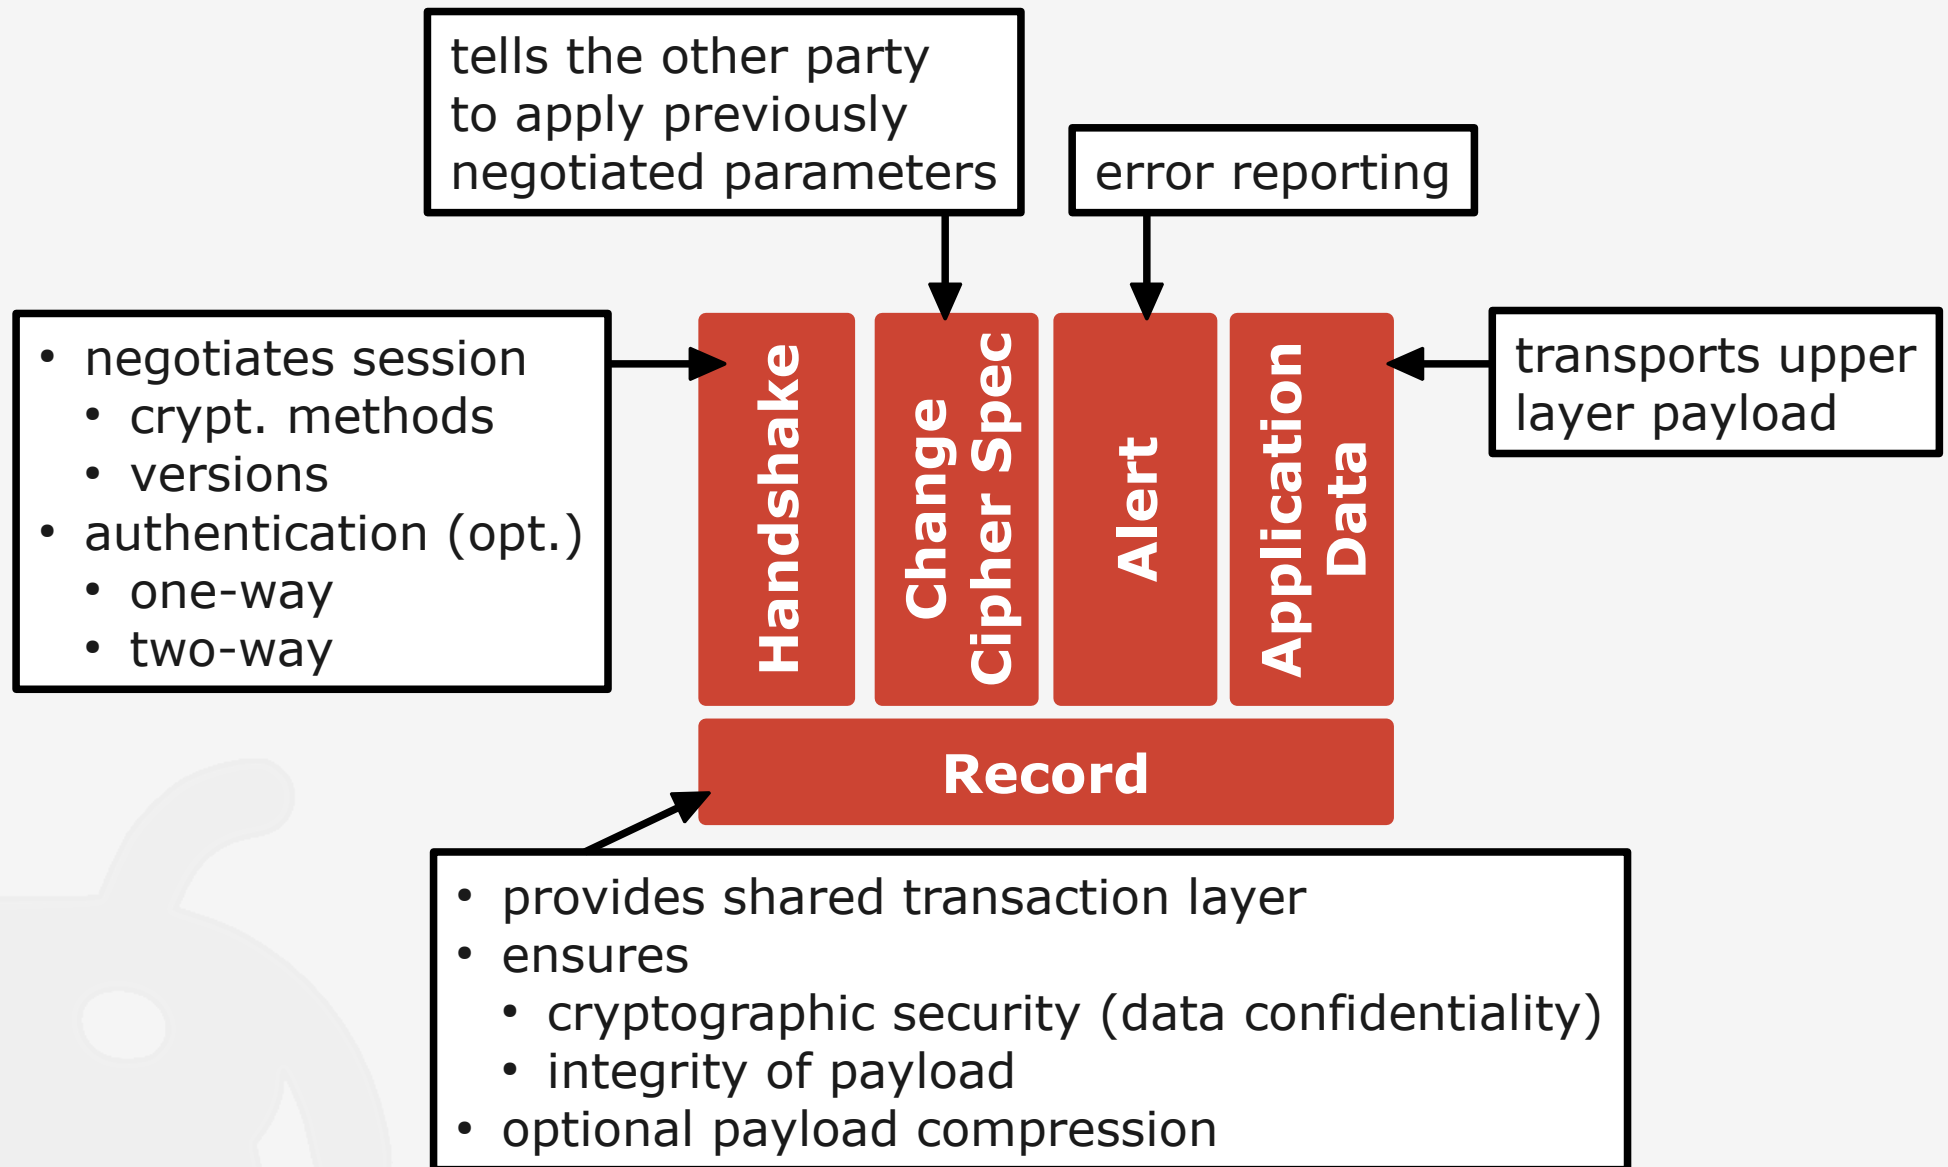 tells the other party
to apply previously
negotiated parameters
error reporting
• negotiates session
• crypt. methods
• versions
• authentication (opt.)
• one-way
• two-way
Handshake
Change
Cipher Spec
Alert
Application
Data
transports upper
layer payload
Record
• provides shared transaction layer
• ensures
• cryptographic security (data confidentiality)
• integrity of payload
• optional payload compression